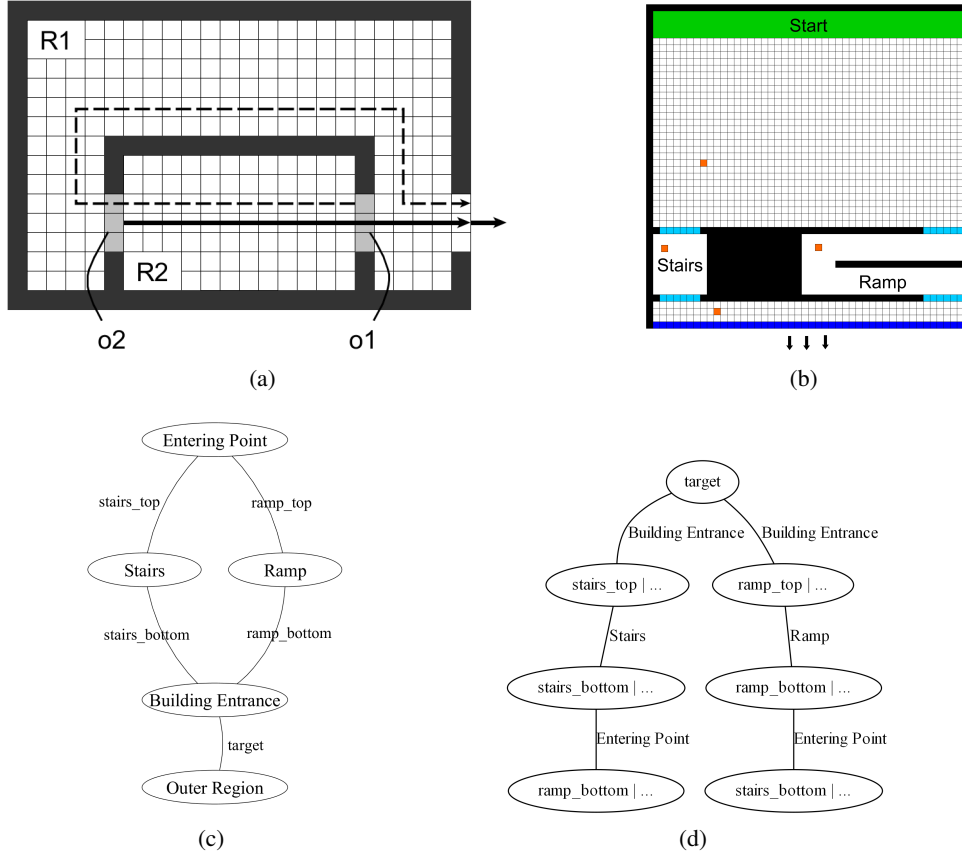 R1
R2
o2
o1
(a)
Start
Stairs
Ramp
(b)
Entering Point
stairs_top
ramp_top
Stairs
Ramp
stairs_bottom
ramp_bottom
Building Entrance
target
Outer Region
(c)
target
Building Entrance
Building Entrance
stairs_top | ...
ramp_top | ...
Stairs
Ramp
stairs_bottom | ...
ramp_bottom | ...
Entering Point
Entering Point
ramp_bottom | ...
stairs_bottom | ...
(d)